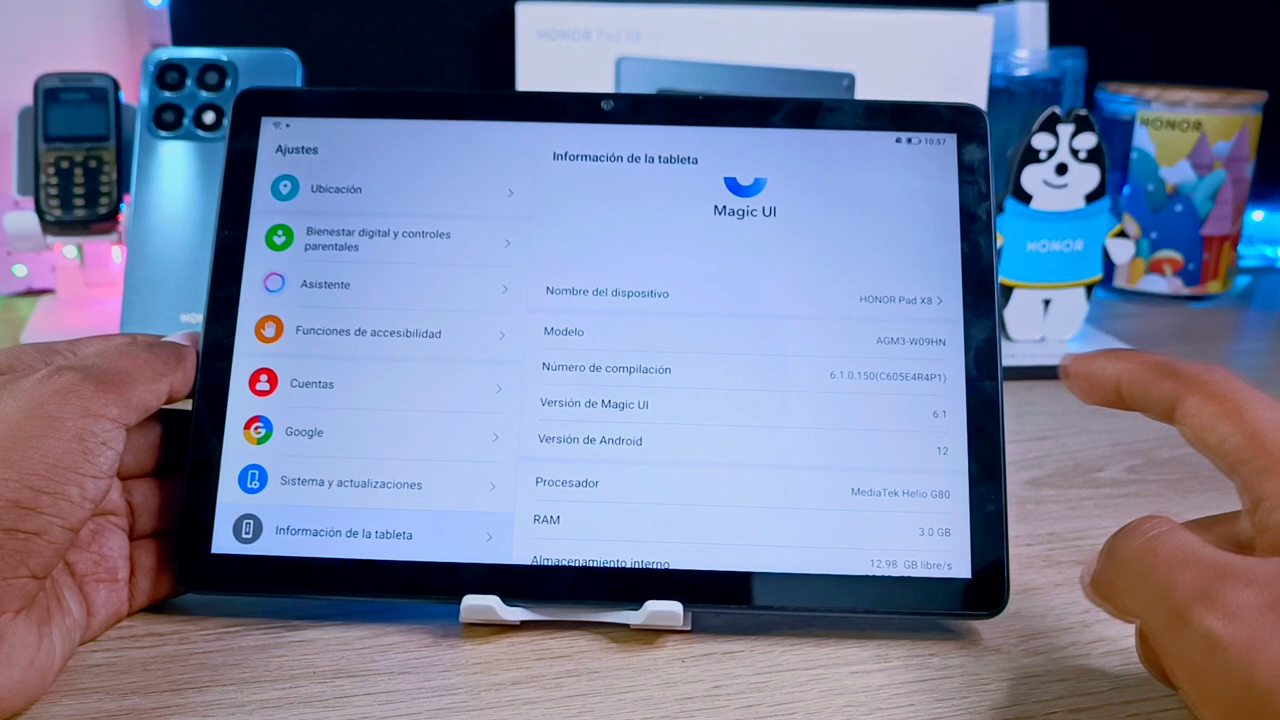 HONOR Pad X8
10:57
Ajustes
Ubicación
Bienestar digital y controles
parentales
Asistente
Funciones de accesibilidad
Cuentas
Google
Sistema y actualizaciones
Información de la tableta
Información de la tableta
Magic UI
Nombre del dispositivo
HONOR Pad X8
Modelo
AGM3-W09HN
Número de compilación
6.1.0.150(C605E4R4P1)
Versión de Magic UI
6.1
Versión de Android
12
Procesador
MediaTek Helio G80
RAM
3.0 GB
Almacenamiento interno
12.98 GB libre/s
HONOR
HONOR